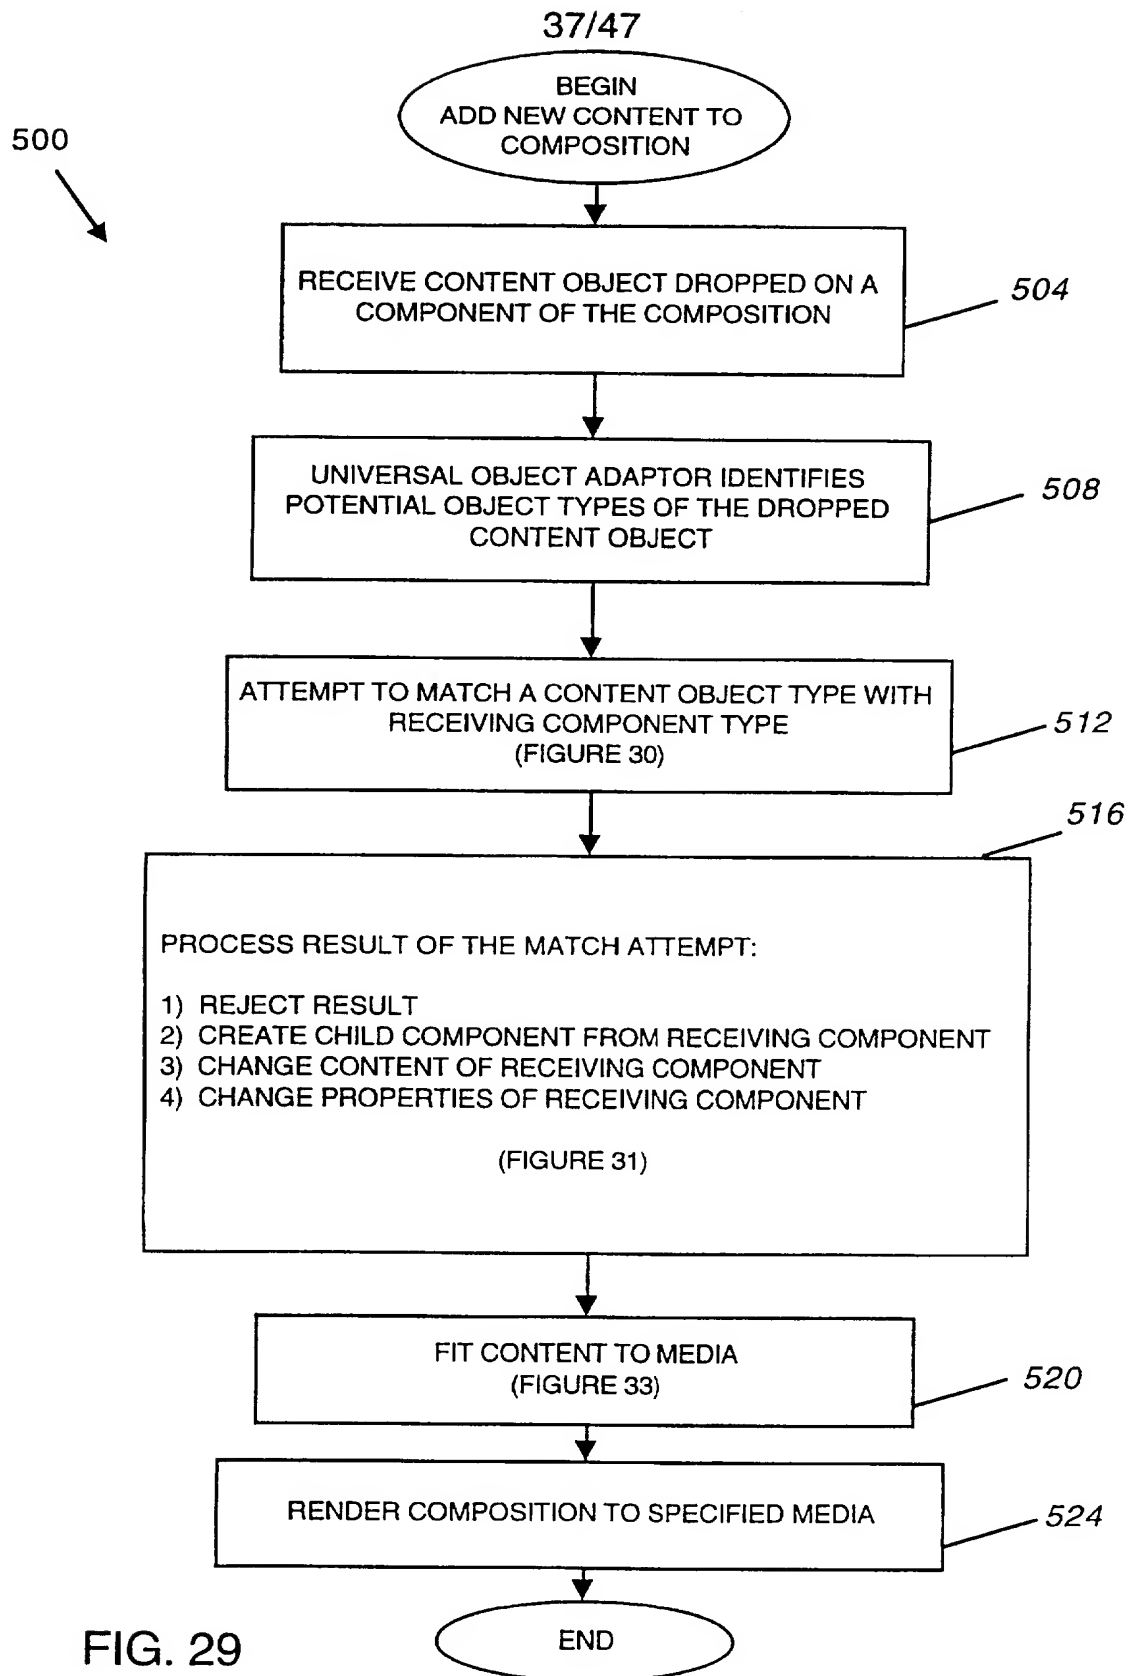 37/47
BEGIN
ADD NEW CONTENT TO
COMPOSITION
500
RECEIVE CONTENT OBJECT DROPPED ON A
COMPONENT OF THE COMPOSITION
504
UNIVERSAL OBJECT ADAPTOR IDENTIFIES
POTENTIAL OBJECT TYPES OF THE DROPPED
CONTENT OBJECT
508
ATTEMPT TO MATCH A CONTENT OBJECT TYPE WITH
RECEIVING COMPONENT TYPE
(FIGURE 30)
512
516
PROCESS RESULT OF THE MATCH ATTEMPT:
1) REJECT RESULT
2) CREATE CHILD COMPONENT FROM RECEIVING COMPONENT
3) CHANGE CONTENT OF RECEIVING COMPONENT
4) CHANGE PROPERTIES OF RECEIVING COMPONENT
(FIGURE 31)
FIT CONTENT TO MEDIA
(FIGURE 33)
520
RENDER COMPOSITION TO SPECIFIED MEDIA
524
END
FIG. 29